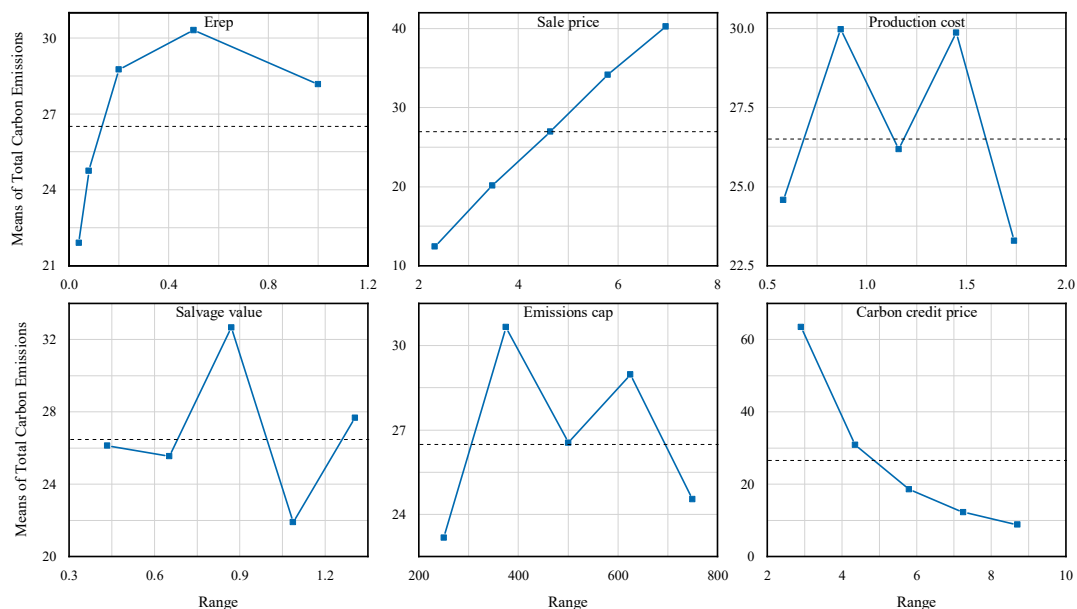 Erep
Sale price
Production cost
Means of Total Carbon Emissions
30
27
24
21
0.0 0.4 0.8 1.2
40
30
20
10
2 4 6 8
30.0
27.5
25.0
22.5
0.5 1.0 1.5 2.0
Salvage value
Emissions cap
Carbon credit price
Means of Total Carbon Emissions
32
28
24
20
0.3 0.6 0.9 1.2
Range
30
27
24
200 400 600 800
Range
60
40
20
0
2 4 6 8 10
Range